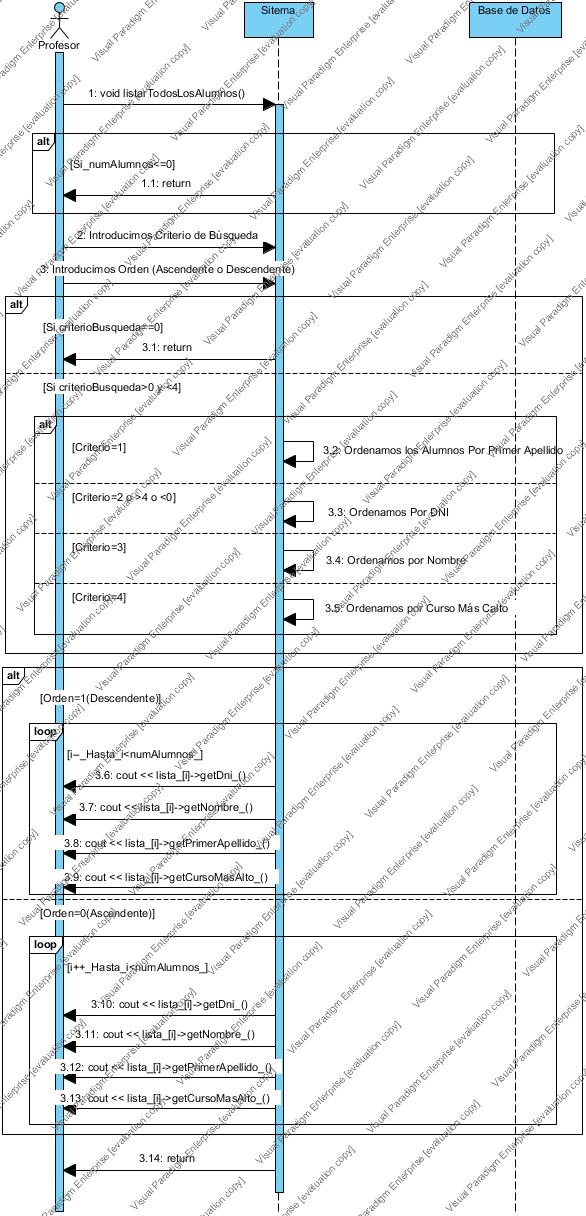 Sitema
Base de Datos
Profesor
1: void listarTodosLosAlumnos()
alt
[Si_numAlumnos<=0]
1.1: return
2: Introducimos Criterio de Búsqueda
3: Introducimos Orden (Ascendente o Descendente)
alt
[Si criterioBusqueda==0]
3.1: return
[Si criterioBusqueda>0 y <4]
alt
[Criterio=1]
3.2: Ordenamos los Alumnos Por Primer Apellido
[Criterio=2 o >4 o <0]
3.3: Ordenamos Por DNI
[Criterio=3]
3.4: Ordenamos por Nombre
[Criterio=4]
3.5: Ordenamos por Curso Más Calto
alt
[Orden=1(Descendente)]
loop
[i--_Hasta_i<numAlumnos_]
3.6: cout << lista_[i]->getDni_()
3.7: cout << lista_[i]->getNombre_()
3.8: cout << lista_[i]->getPrimerApellido_()
3.9: cout << lista_[i]->getCursoMasAlto_()
[Orden=0(Ascendente)]
loop
[i++_Hasta_i<numAlumnos_]
3.10: cout << lista_[i]->getDni_()
3.11: cout << lista_[i]->getNombre_()
3.12: cout << lista_[i]->getPrimerApellido_()
3.13: cout << lista_[i]->getCursoMasAlto_()
3.14: return
Visual Paradigm Enterprise [evaluation copy]